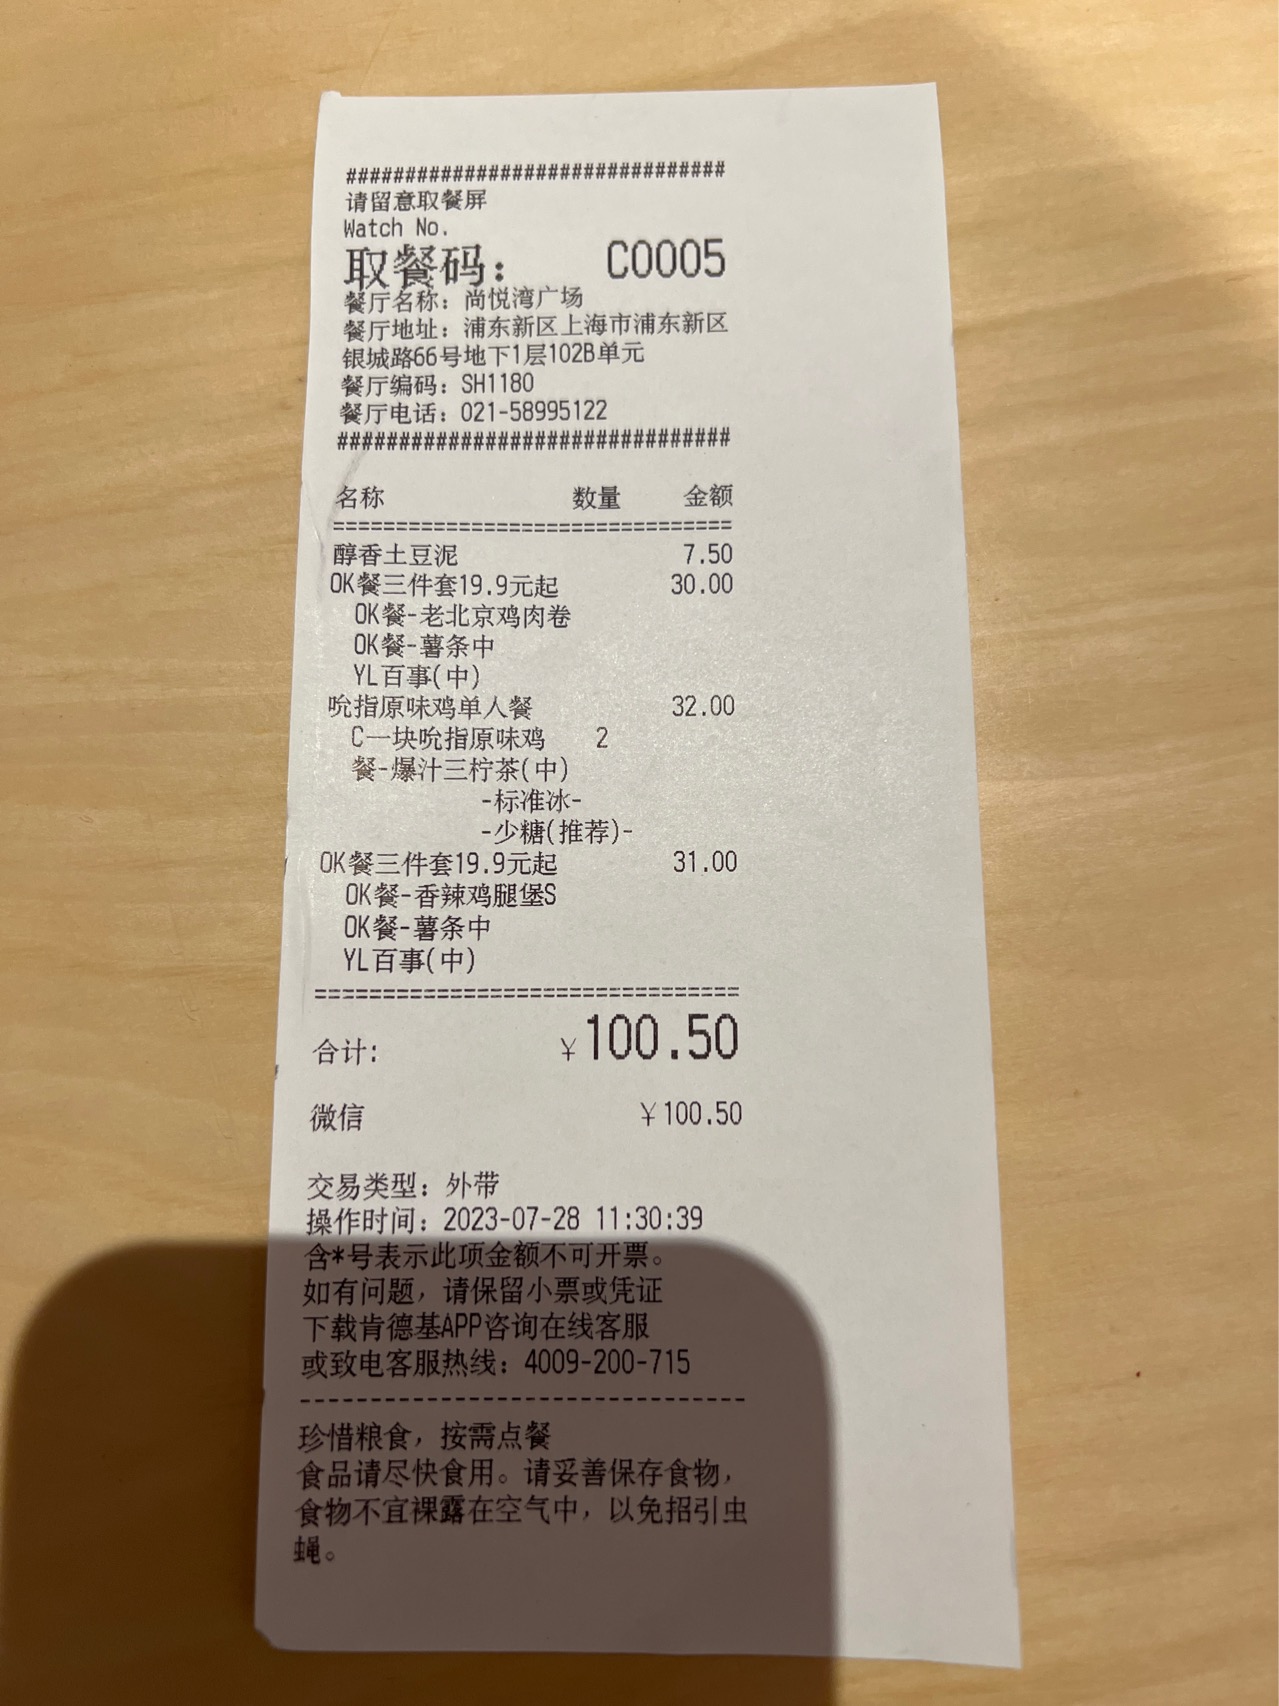 ################################
请留意取餐屏
Watch No.
取餐码： C0005
餐厅名称：尚悦湾广场
餐厅地址：浦东新区上海市浦东新区
银城路66号地下1层102B单元
餐厅编码：SH1180
餐厅电话：021-58995122
################################
名称 数量 金额
================================
醇香土豆泥 7.50
OK餐三件套19.9元起 30.00
OK餐-老北京鸡肉卷
OK餐-薯条中
YL百事(中)
吮指原味鸡单人餐 32.00
C一块吮指原味鸡 2
餐-爆汁三柠茶(中)
-标准冰-
-少糖(推荐)-
OK餐三件套19.9元起 31.00
OK餐-香辣鸡腿堡S
OK餐-薯条中
YL百事(中)
================================
合计: ￥100.50
微信 ￥100.50
交易类型：外带
操作时间：2023-07-28 11:30:39
含*号表示此项金额不可开票。
如有问题，请保留小票或凭证
下载肯德基APP咨询在线客服
或致电客服热线：4009-200-715
--------------------------------
珍惜粮食，按需点餐
食品请尽快食用。请妥善保存食物，
食物不宜裸露在空气中，以免招引虫
蝇。